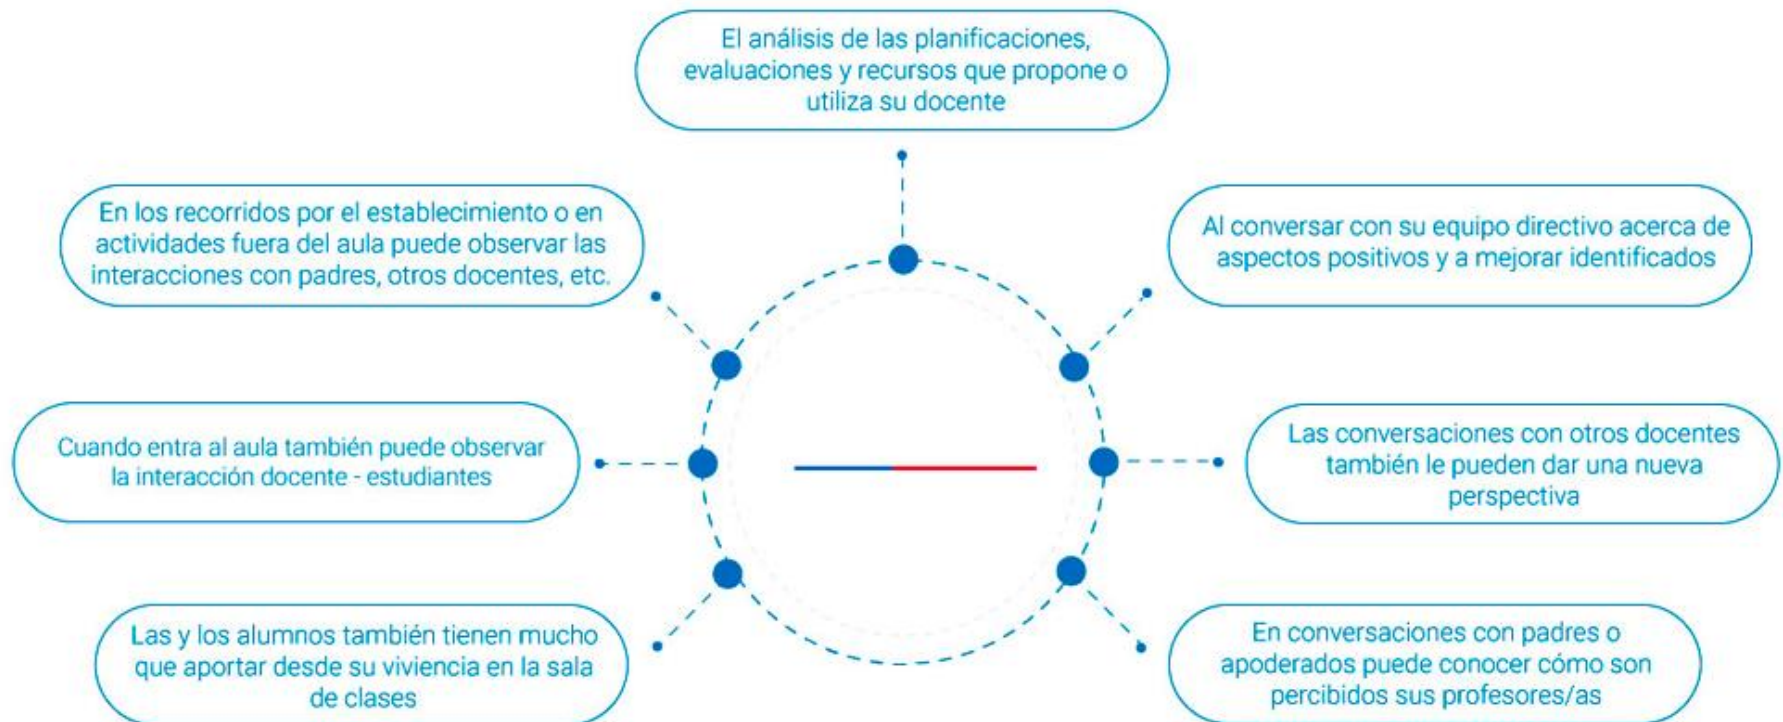 El análisis de las planificaciones,
evaluaciones y recursos que propone o
utiliza su docente
En los recorridos por el establecimiento o en
actividades fuera del aula puede observar las
interacciones con padres, otros docentes, etc.
Al conversar con su equipo directivo acerca de
aspectos positivos y a mejorar identificados
Cuando entra al aula también puede observar
la interacción docente - estudiantes
Las conversaciones con otros docentes
también le pueden dar una nueva
perspectiva
Las y los alumnos también tienen mucho
que aportar desde su viviencia en la sala
de clases
En conversaciones con padres o
apoderados puede conocer cómo son
percibidos sus profesores/as